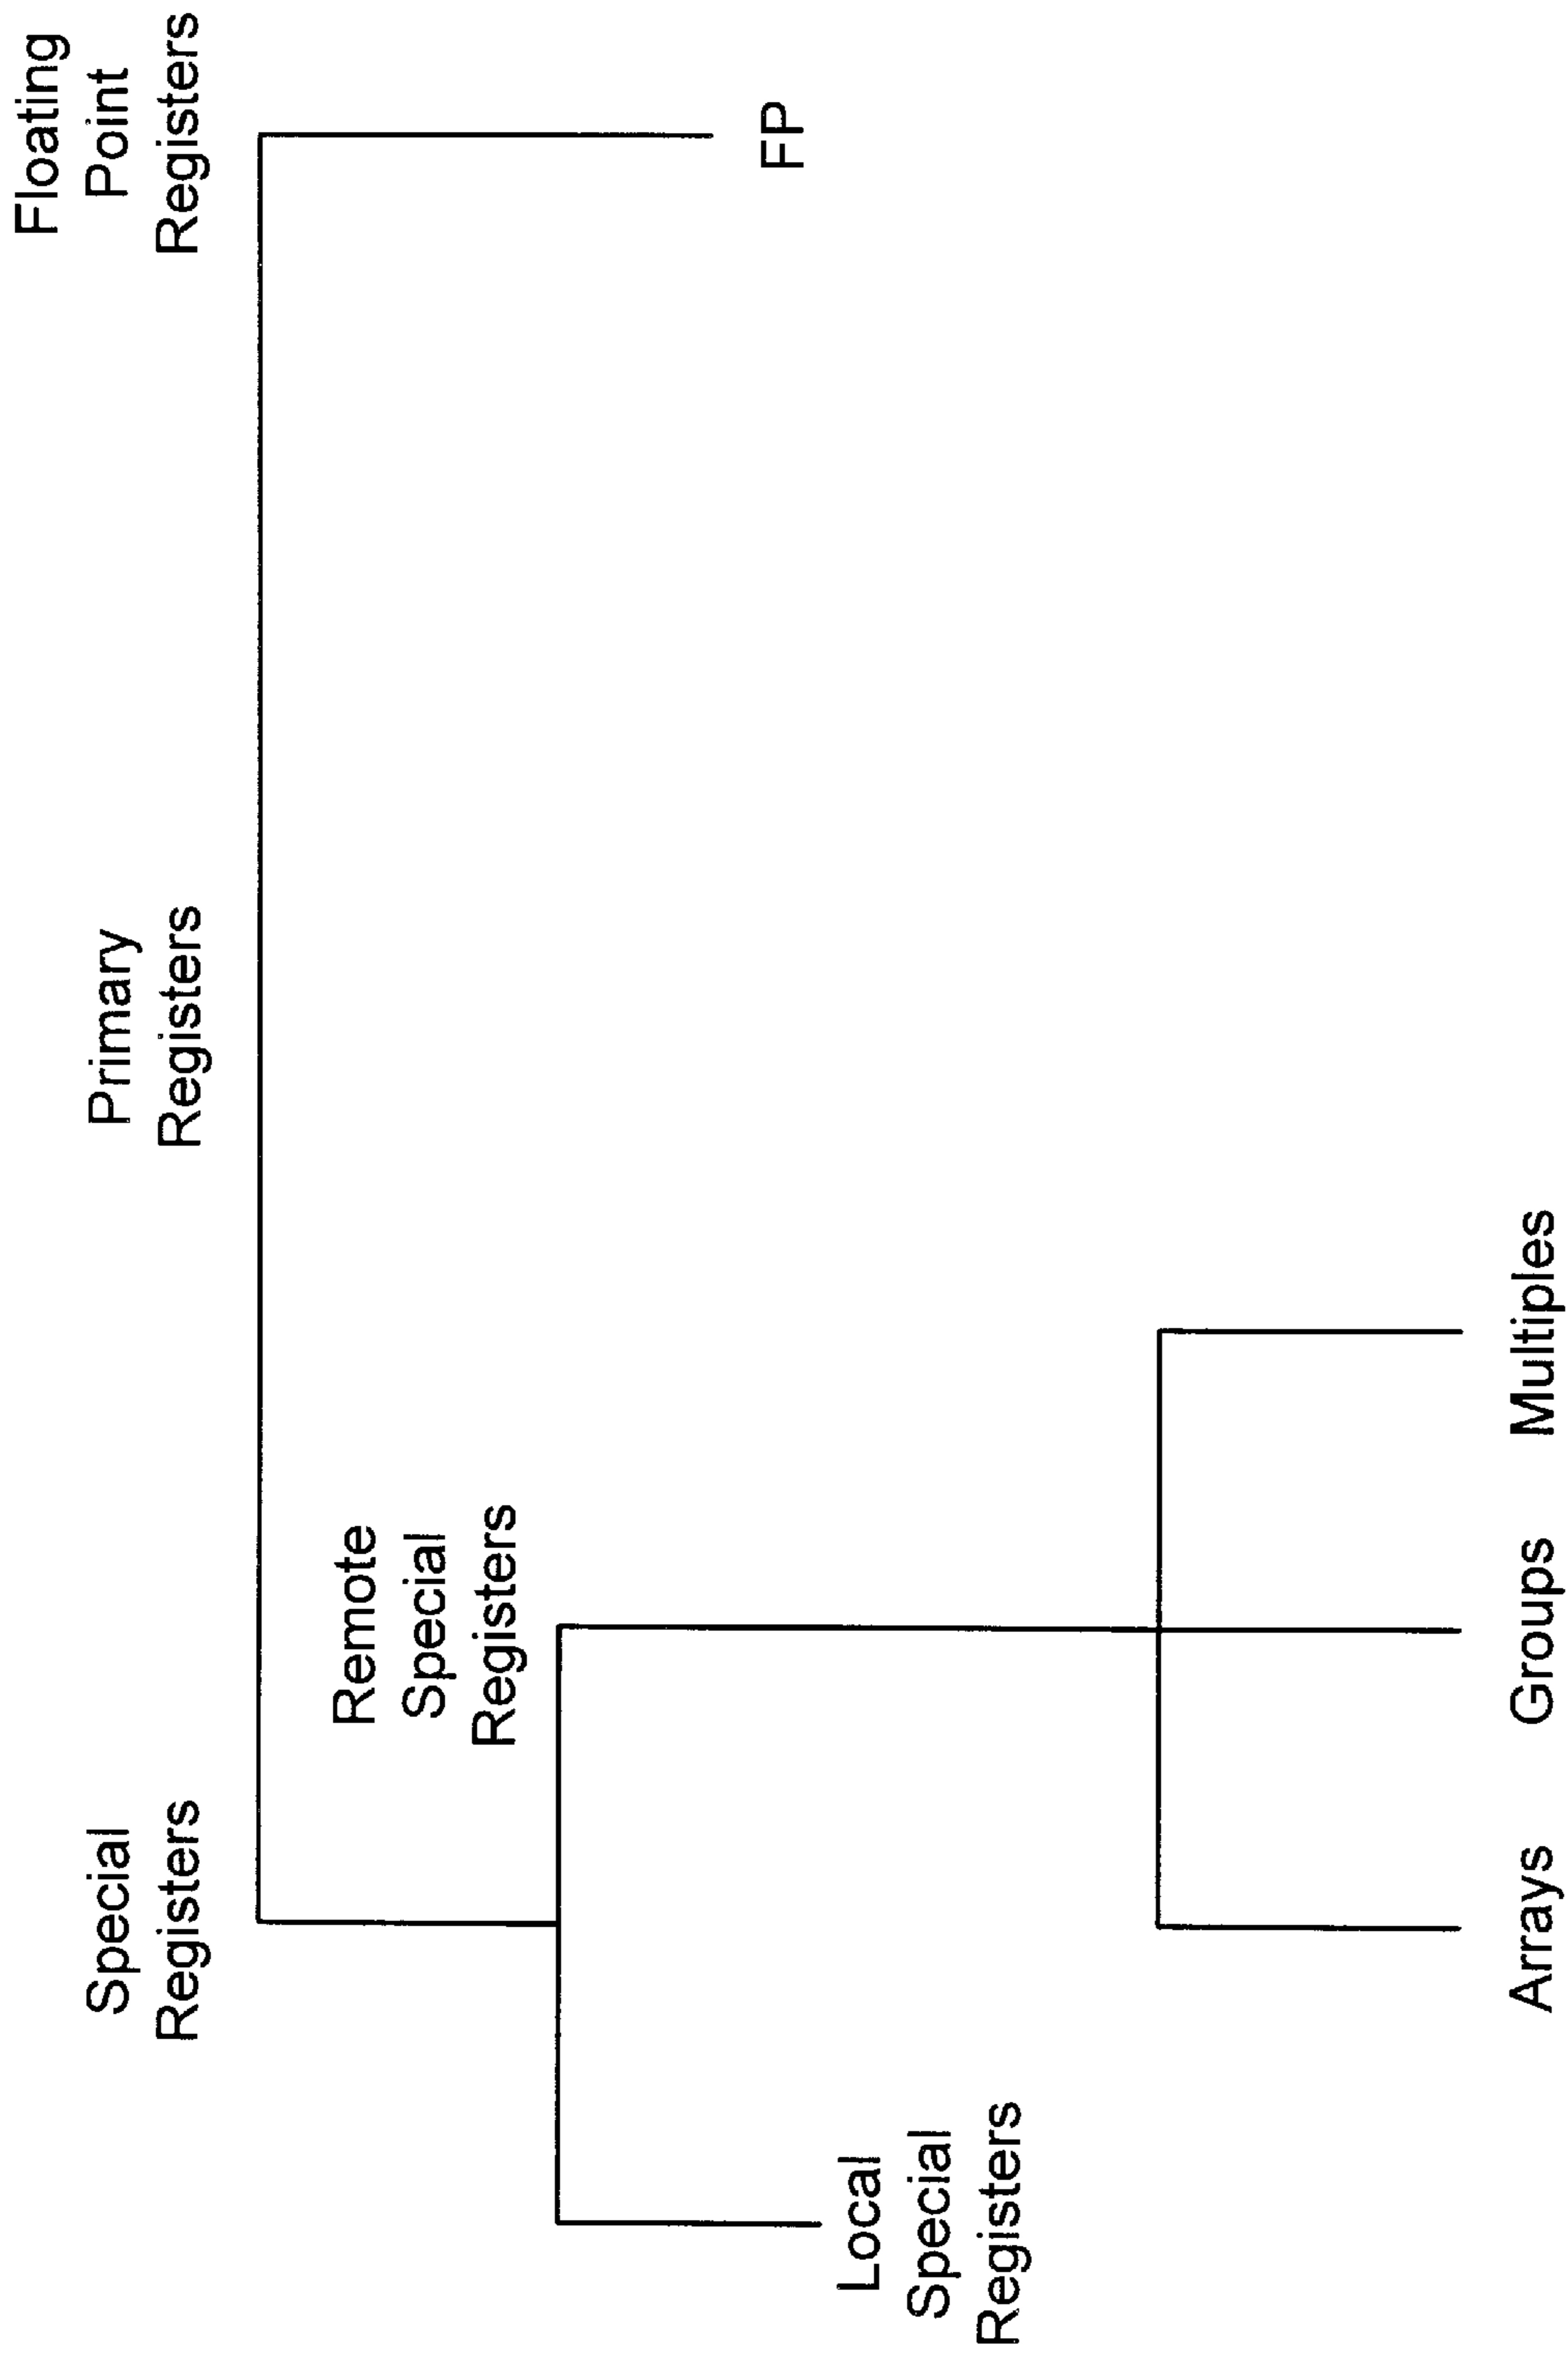 Special
Registers
Primary
Registers
Floating
Point
Registers
Remote
Special
Registers
FP
Local
Special
Registers
Arrays
Groups
Multiples